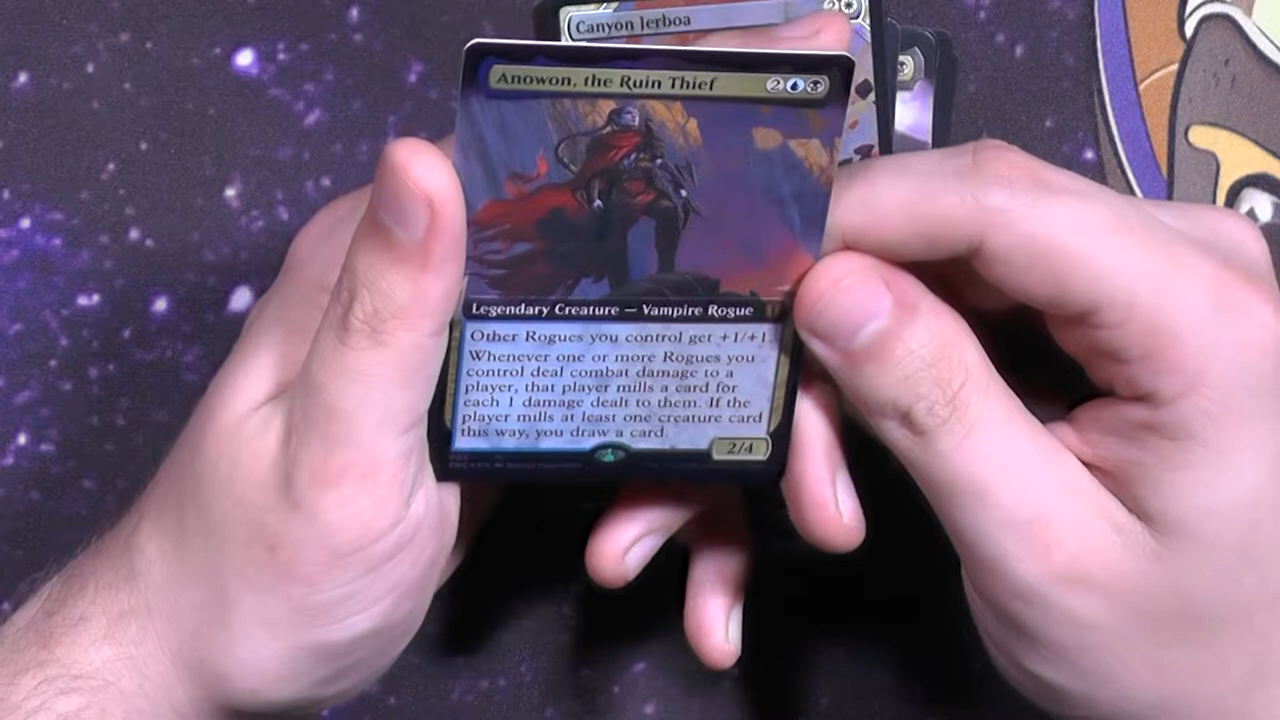 Canyon Jerboa
2
Anowon, the Ruin Thief
2
Legendary Creature — Vampire Rogue
Other Rogues you control get +1/+1.
Whenever one or more Rogues you
control deal combat damage to a
player, that player mills a card for
each 1 damage dealt to them. If the
player mills at least one creature card
this way, you draw a card.
2/4